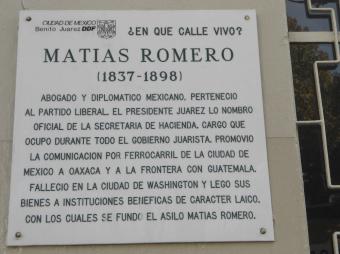 CIUDAD DE MEXICO
Benito Juarez DDF
¿EN QUE CALLE VIVO?
MATIAS ROMERO
(1837-1898)
ABOGADO Y DIPLOMATICO MEXICANO, PERTENECIO
AL PARTIDO LIBERAL. EL PRESIDENTE JUAREZ LO NOMBRO
OFICIAL DE LA SECRETARIA DE HACIENDA, CARGO QUE
OCUPO DURANTE TODO EL GOBIERNO JUARISTA. PROMOVIO
LA COMUNICACION POR FERROCARRIL DE LA CIUDAD DE
MEXICO A OAXACA Y A LA FRONTERA CON GUATEMALA.
FALLECIO EN LA CIUDAD DE WASHINGTON Y LEGO SUS
BIENES A INSTITUCIONES BENEFICAS DE CARACTER LAICO,
CON LOS CUALES SE FUNDO EL ASILO MATIAS ROMERO.